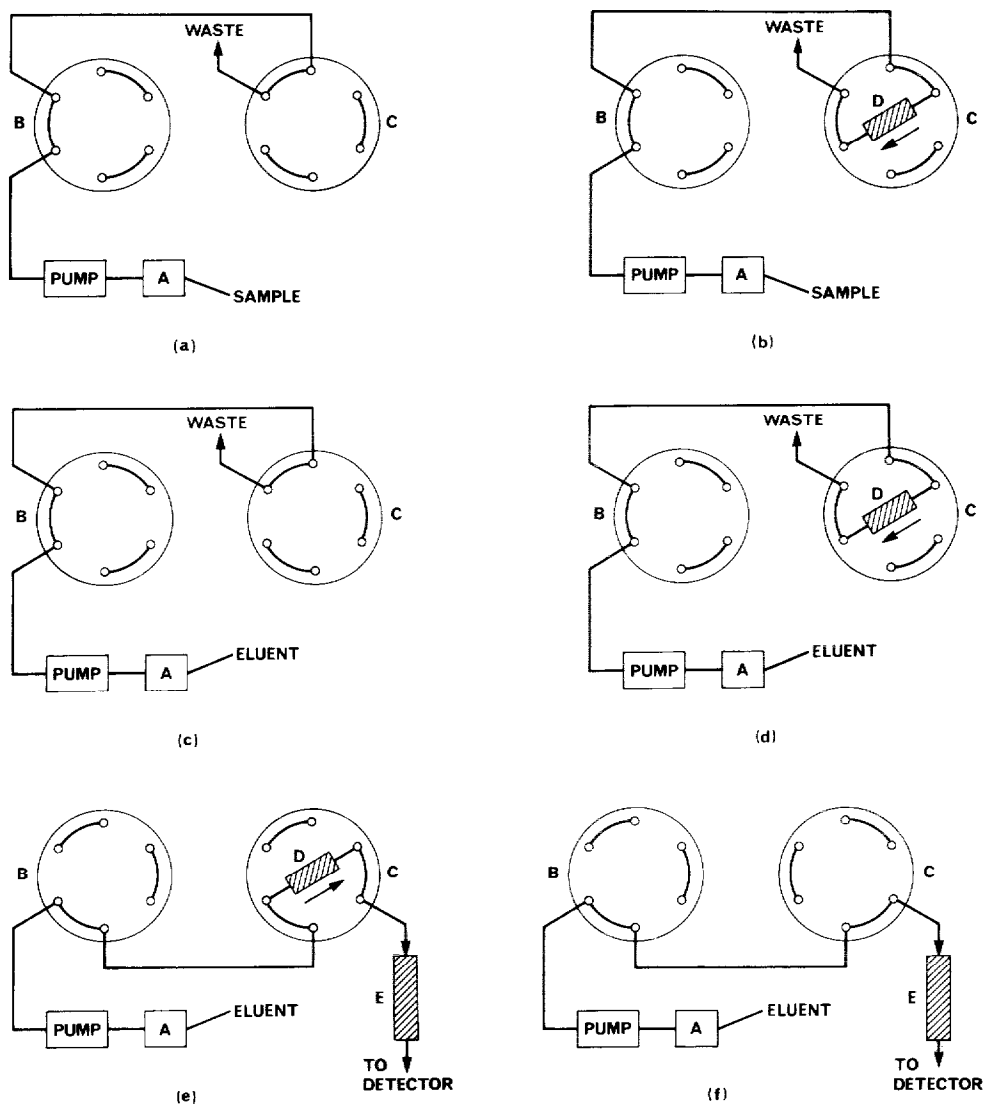 WASTE
B
C
PUMP
A
SAMPLE
(a)
WASTE
D
B
C
PUMP
A
SAMPLE
(b)
WASTE
B
C
ELUENT
PUMP
A
(c)
WASTE
D
B
C
ELUENT
PUMP
A
(d)
D
B
C
E
ELUENT
PUMP
A
TO
DETECTOR
(e)
B
C
E
ELUENT
PUMP
A
TO
DETECTOR
(f)